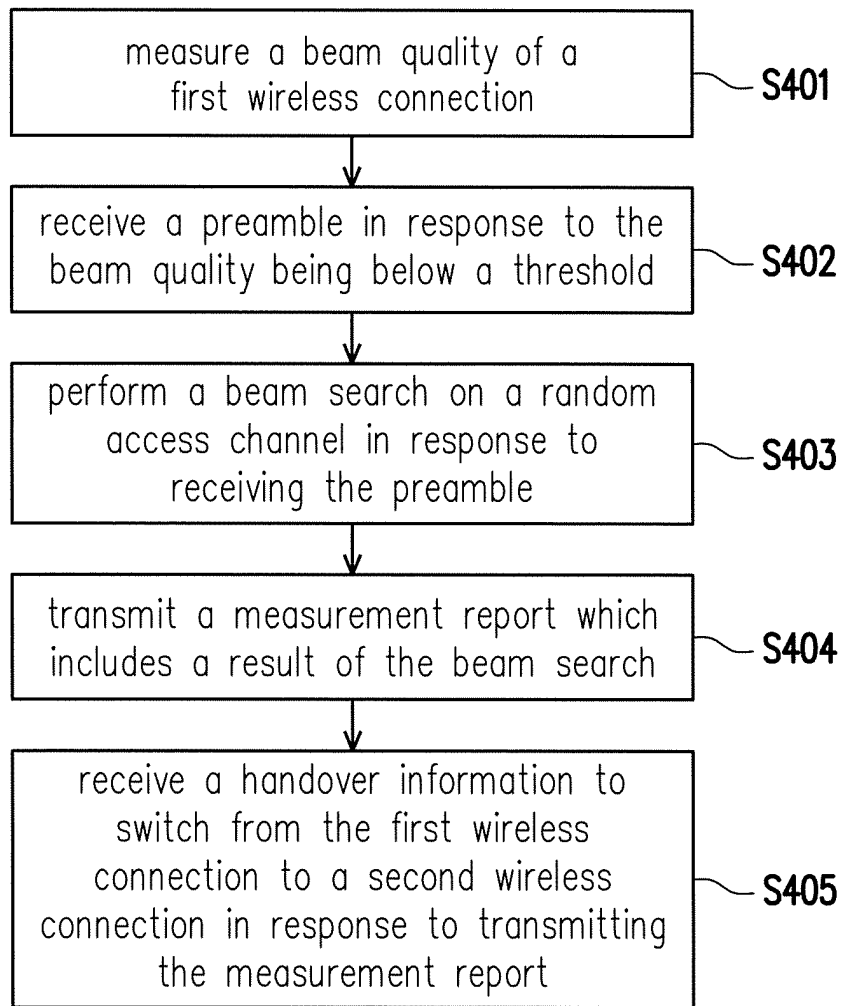 measure a beam quality of a
first wireless connection
S401
receive a preamble in response to the
beam quality being below a threshold
S402
perform a beam search on a random
access channel in response to
receiving the preamble
S403
transmit a measurement report which
includes a result of the beam search
S404
receive a handover information to
switch from the first wireless
connection to a second wireless
connection in response to transmitting
the measurement report
S405